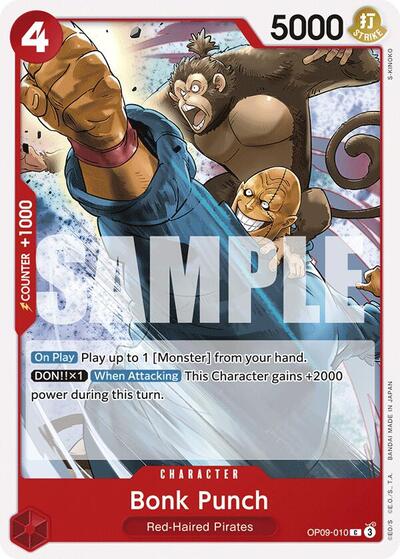 4
5000
打
STRIKE
S-KINOKO
COUNTER +1000
SAMPLE
On Play Play up to 1 [Monster] from your hand.
DON!!×1 When Attacking This Character gains +2000
power during this turn.
CHARACTER
Bonk Punch
Red-Haired Pirates
OP09-010 C 3
©E.O/S ©E.O./S., T.A. BANDAI MADE IN JAPAN